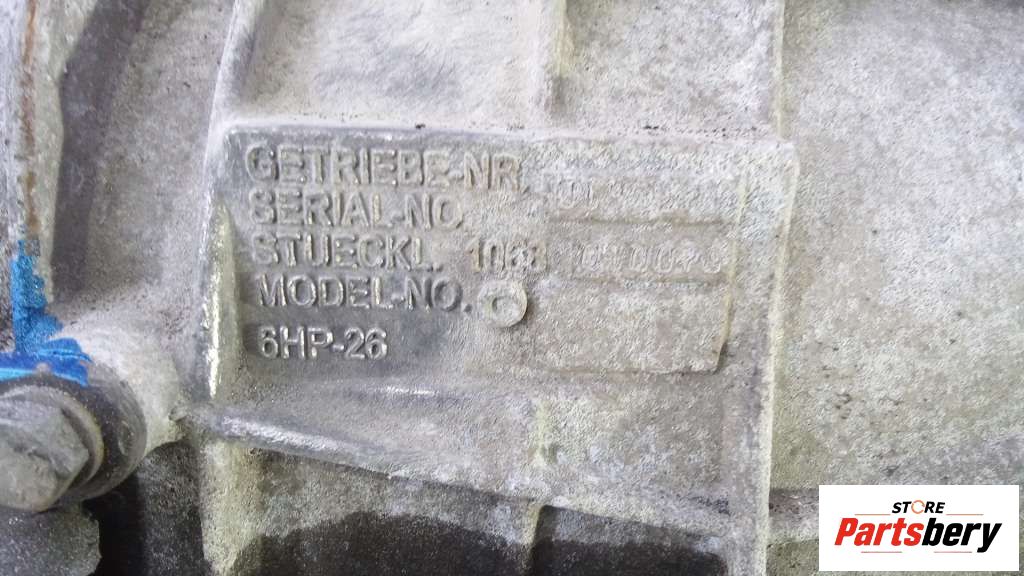 GETRIEBE-NR.
SERIAL-NO.
STUECKL. 1068
MODEL-NO.
6HP-26
STORE
Partsbery